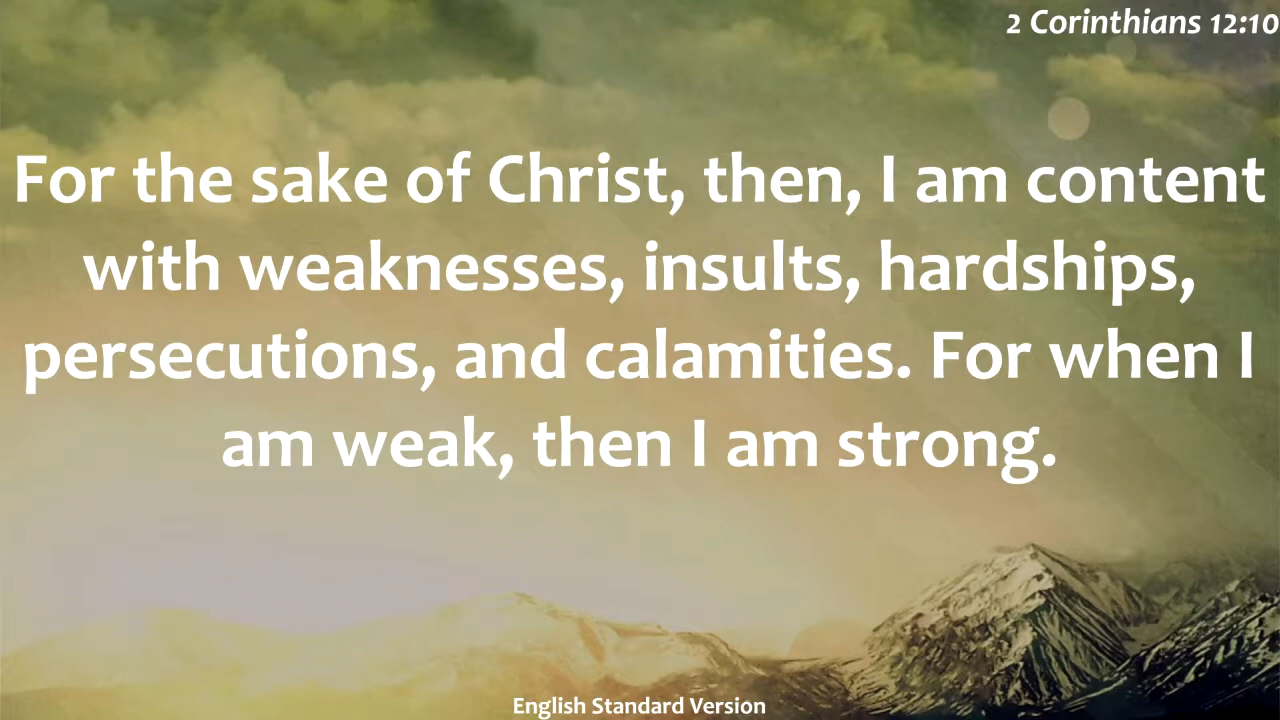 2 Corinthians 12:10
For the sake of Christ, then, I am content
with weaknesses, insults, hardships,
persecutions, and calamities. For when I
am weak, then I am strong.
English Standard Version